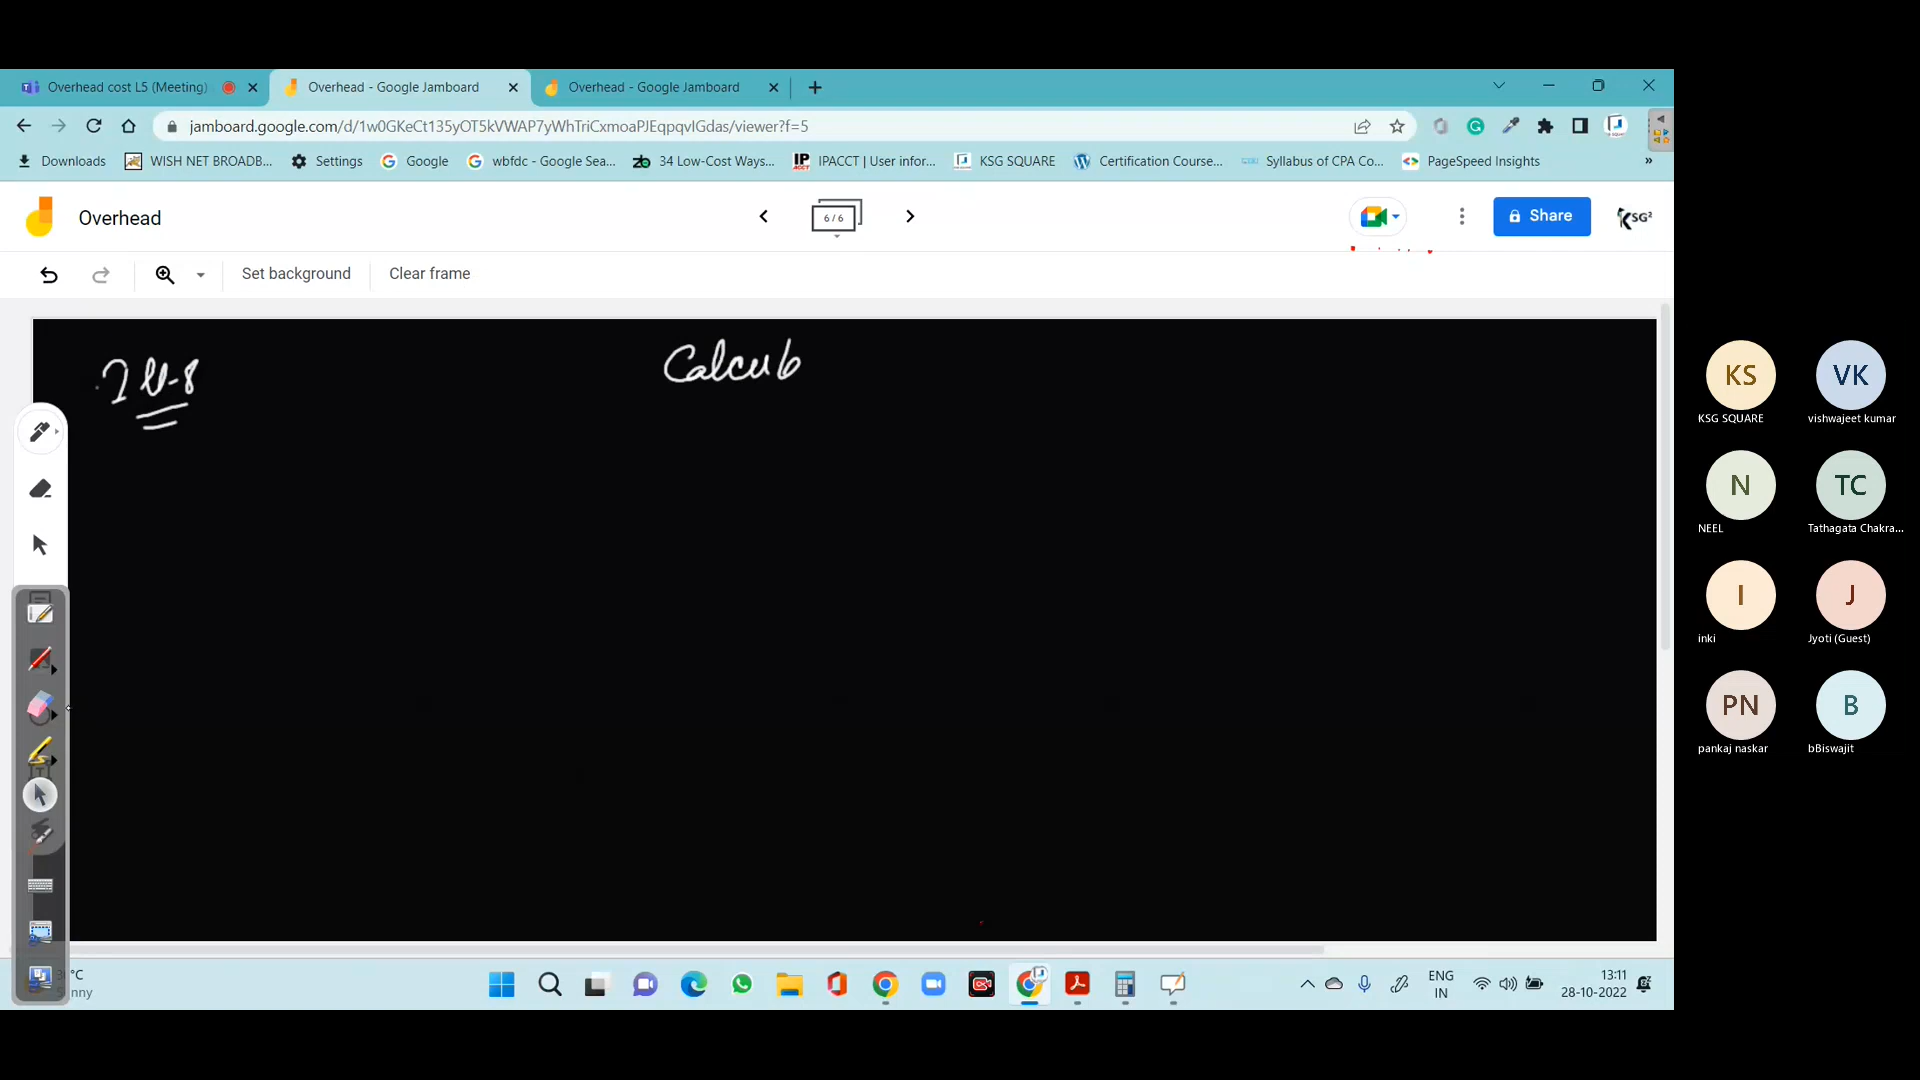 Overhead cost L5 (Meeting)
Overhead - Google Jamboard
Overhead - Google Jamboard
jamboard.google.com/d/1w0GKeCt135yOT5kVWAP7yWhTriCxmoaPJEqpqvIGdas/viewer?f=5
Downloads WISH NET BROADB... Settings Google wbfdc - Google Sea... 34 Low-Cost Ways... IPACCT | User infor... KSG SQUARE Certification Course... Syllabus of CPA Co... PageSpeed Insights »
Overhead
6 / 6
Share
KSG²
Set background Clear frame
Calcu
KS
KSG SQUARE
VK
vishwajeet kumar
N
NEEL
TC
Tathagata Chakra...
I
inki
J
Jyoti (Guest)
PN
pankaj naskar
B
bBiswajit
ENG
IN
13:11
28-10-2022